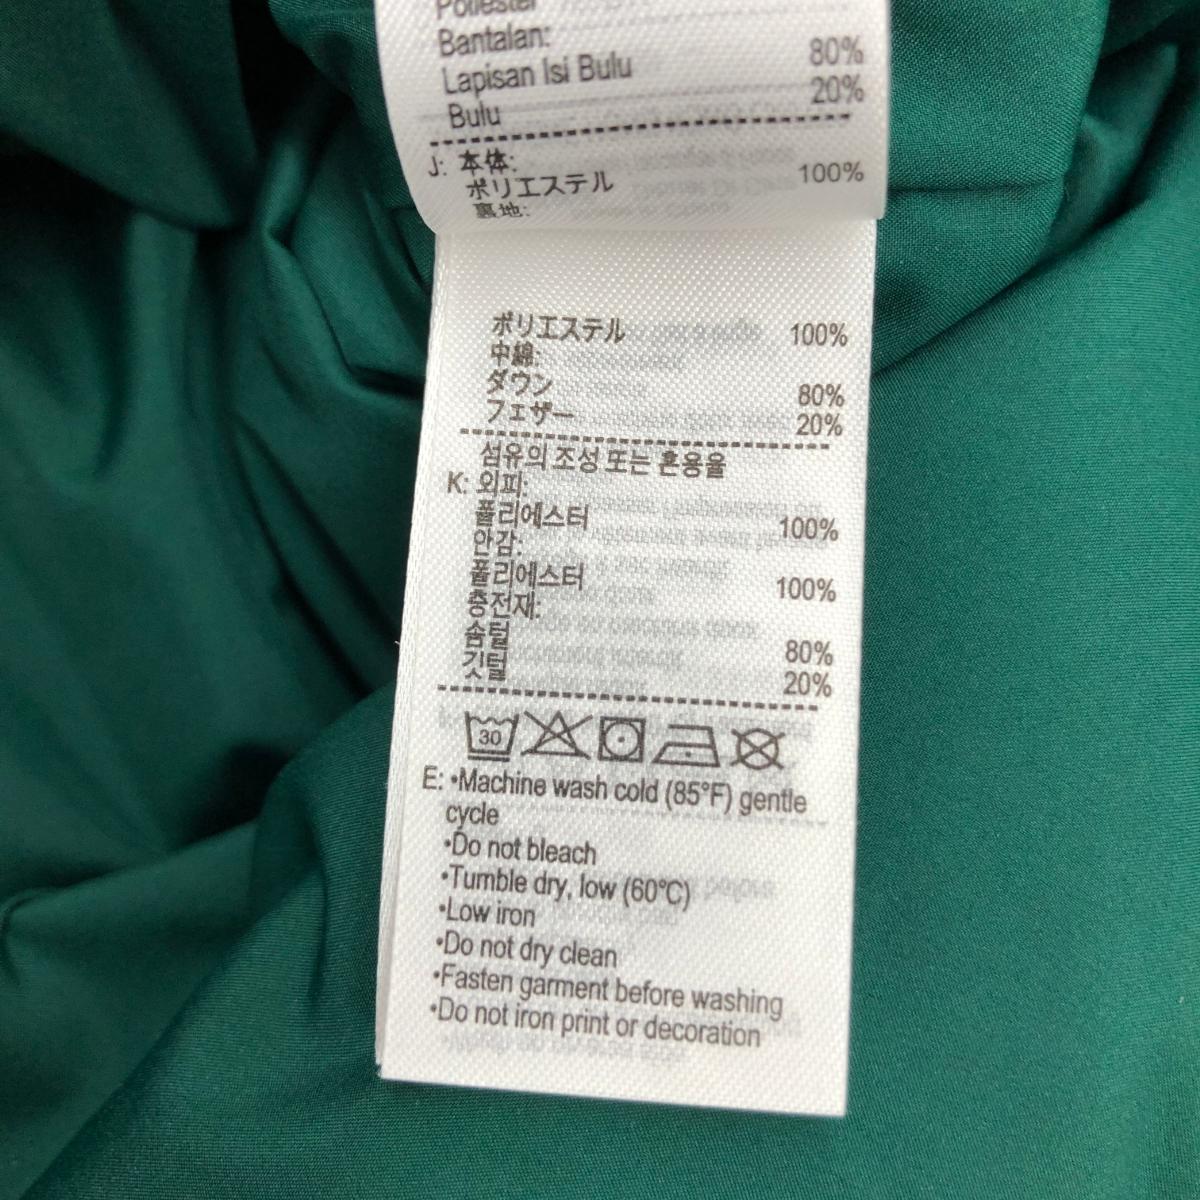 Poliester
Bantalan:
Lapisan Isi Bulu 80%
Bulu 20%
J: 本体:
ポリエステル 100%
裏地:
ポリエステル 100%
中綿:
ダウン 80%
フェザー 20%
섬유의 조성 또는 혼용율
K: 외피:
폴리에스터 100%
안감:
폴리에스터 100%
충전재:
솜털 80%
깃털 20%
30
E: •Machine wash cold (85°F) gentle
cycle
•Do not bleach
•Tumble dry, low (60°C)
•Low iron
•Do not dry clean
•Fasten garment before washing
•Do not iron print or decoration